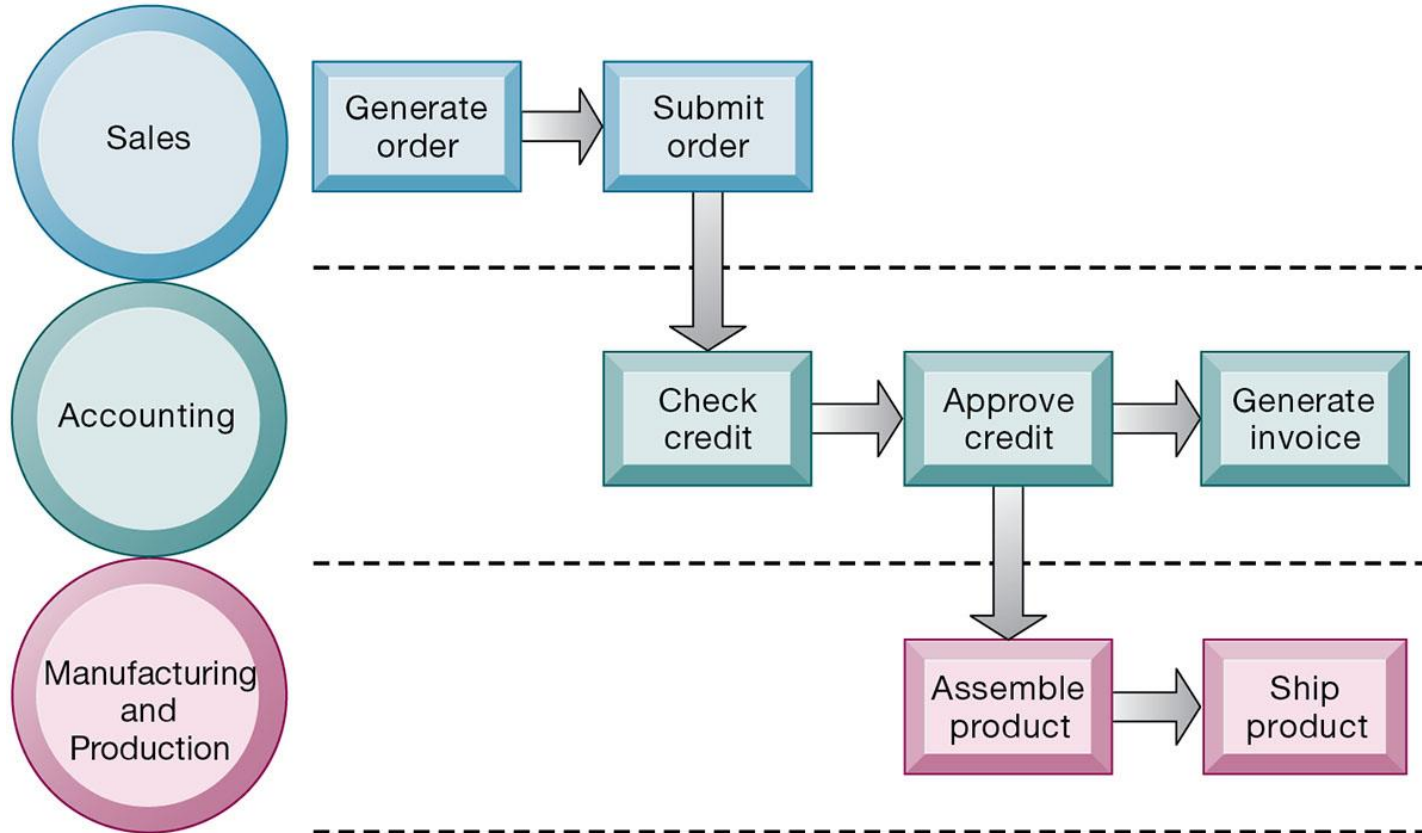 Sales
Generate
order
Submit
order
Accounting
Check
credit
Approve
credit
Generate
invoice
Manufacturing
and
Production
Assemble
product
Ship
product